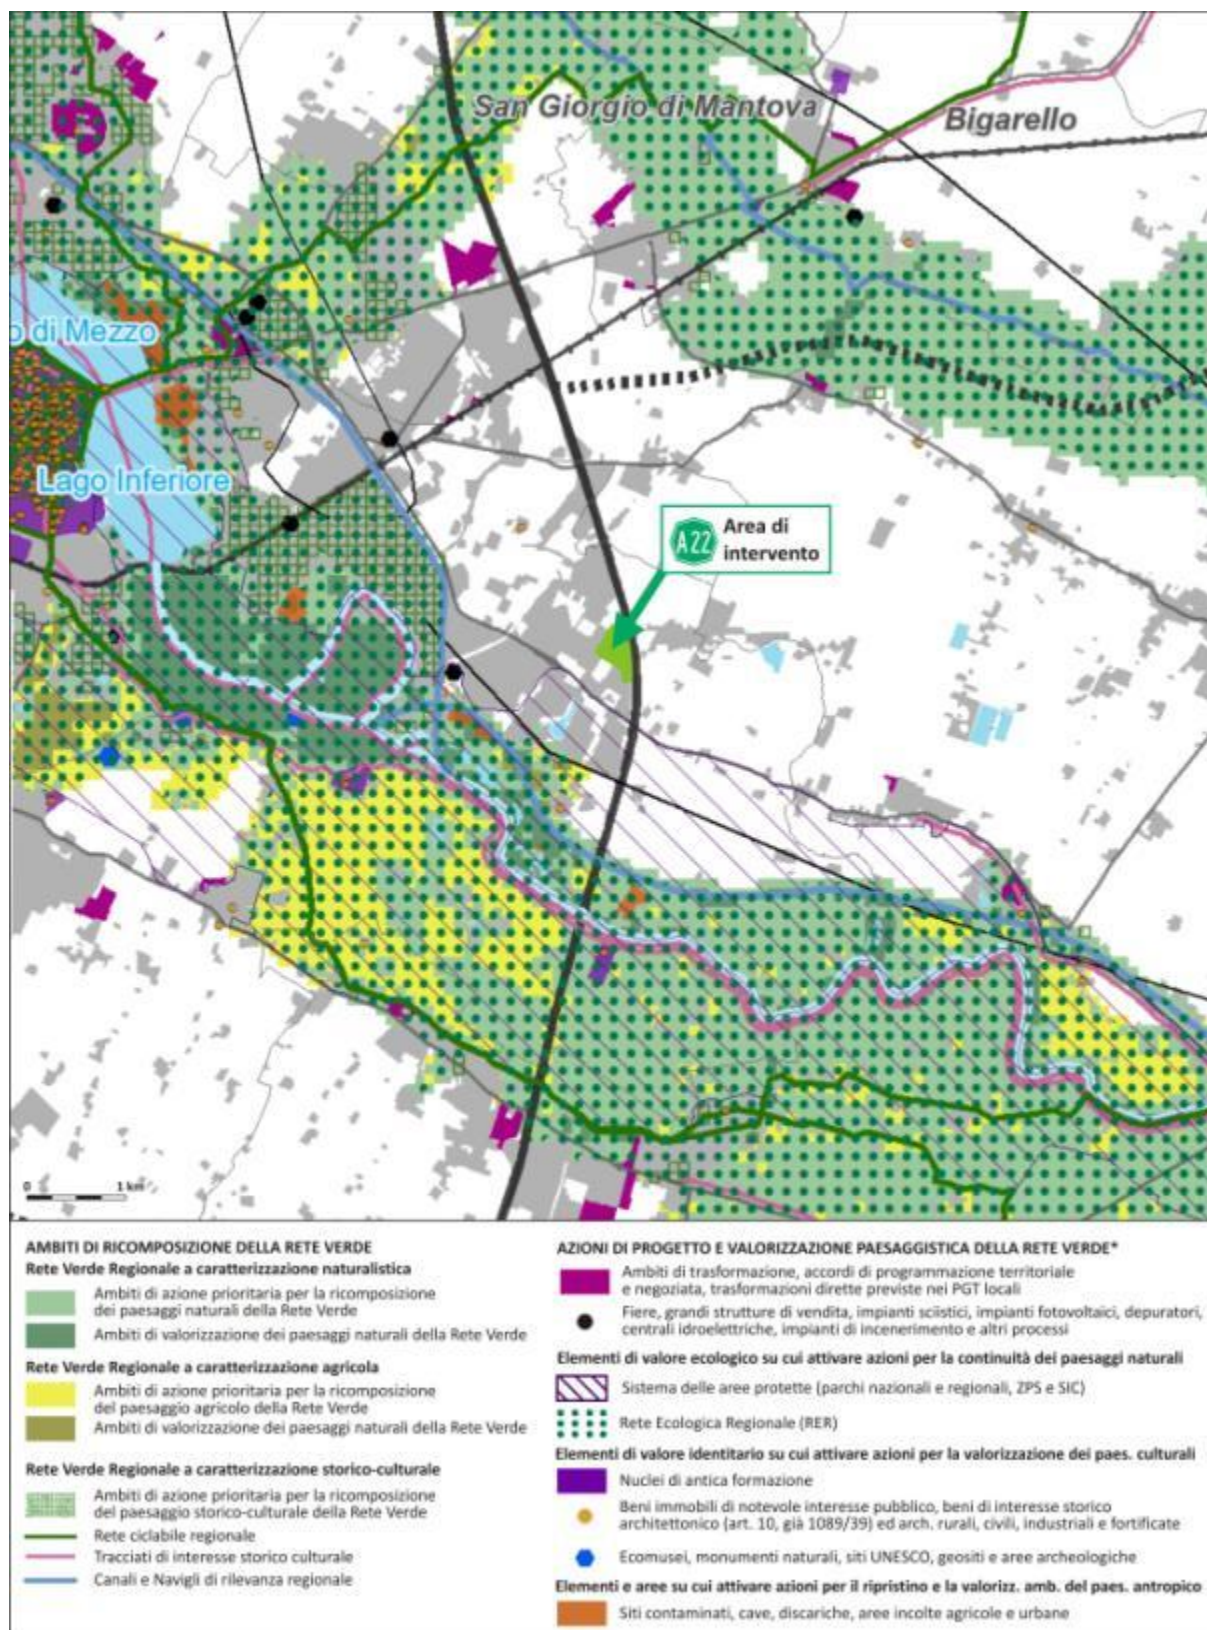 San Giorgio di Mantova
Bigarello
o di Mezzo
Lago Inferiore
A22
Area di
intervento
0 1 km
AMBITI DI RICOMPOSIZIONE DELLA RETE VERDE
Rete Verde Regionale a caratterizzazione naturalistica
Ambiti di azione prioritaria per la ricomposizione
dei paesaggi naturali della Rete Verde
Ambiti di valorizzazione dei paesaggi naturali della Rete Verde
Rete Verde Regionale a caratterizzazione agricola
Ambiti di azione prioritaria per la ricomposizione
del paesaggio agricolo della Rete Verde
Ambiti di valorizzazione dei paesaggi naturali della Rete Verde
Rete Verde Regionale a caratterizzazione storico-culturale
Ambiti di azione prioritaria per la ricomposizione
del paesaggio storico-culturale della Rete Verde
Rete ciclabile regionale
Tracciati di interesse storico culturale
Canali e Navigli di rilevanza regionale
AZIONI DI PROGETTO E VALORIZZAZIONE PAESAGGISTICA DELLA RETE VERDE*
Ambiti di trasformazione, accordi di programmazione territoriale
e negoziata, trasformazioni dirette previste nei PGT locali
Fiere, grandi strutture di vendita, impianti sciistici, impianti fotovoltaici, depuratori,
centrali idroelettriche, impianti di incenerimento e altri processi
Elementi di valore ecologico su cui attivare azioni per la continuità dei paesaggi naturali
Sistema delle aree protette (parchi nazionali e regionali, ZPS e SIC)
Rete Ecologica Regionale (RER)
Elementi di valore identitario su cui attivare azioni per la valorizzazione dei paes. culturali
Nuclei di antica formazione
Beni immobili di notevole interesse pubblico, beni di interesse storico
architettonico (art. 10, già 1089/39) ed arch. rurali, civili, industriali e fortificate
Ecomusei, monumenti naturali, siti UNESCO, geositi e aree archeologiche
Elementi e aree su cui attivare azioni per il ripristino e la valorizz. amb. del paes. antropico
Siti contaminati, cave, discariche, aree incolte agricole e urbane